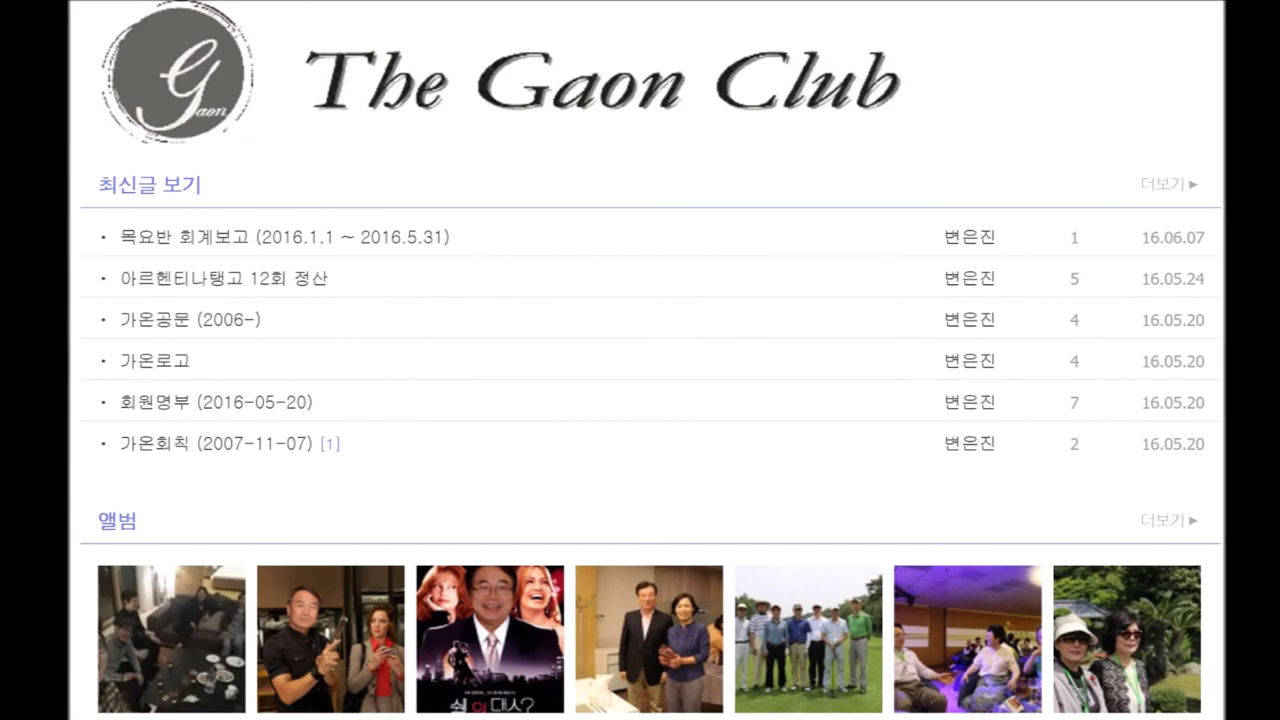 Gaon
The Gaon Club
최신글 보기 더보기 ▶
· 목요반 회계보고 (2016.1.1 ~ 2016.5.31) 변은진 1 16.06.07
· 아르헨티나탱고 12회 정산 변은진 5 16.05.24
· 가온공문 (2006-) 변은진 4 16.05.20
· 가온로고 변은진 4 16.05.20
· 회원명부 (2016-05-20) 변은진 7 16.05.20
· 가온회칙 (2007-11-07) [1] 변은진 2 16.05.20
앨범 더보기 ▶